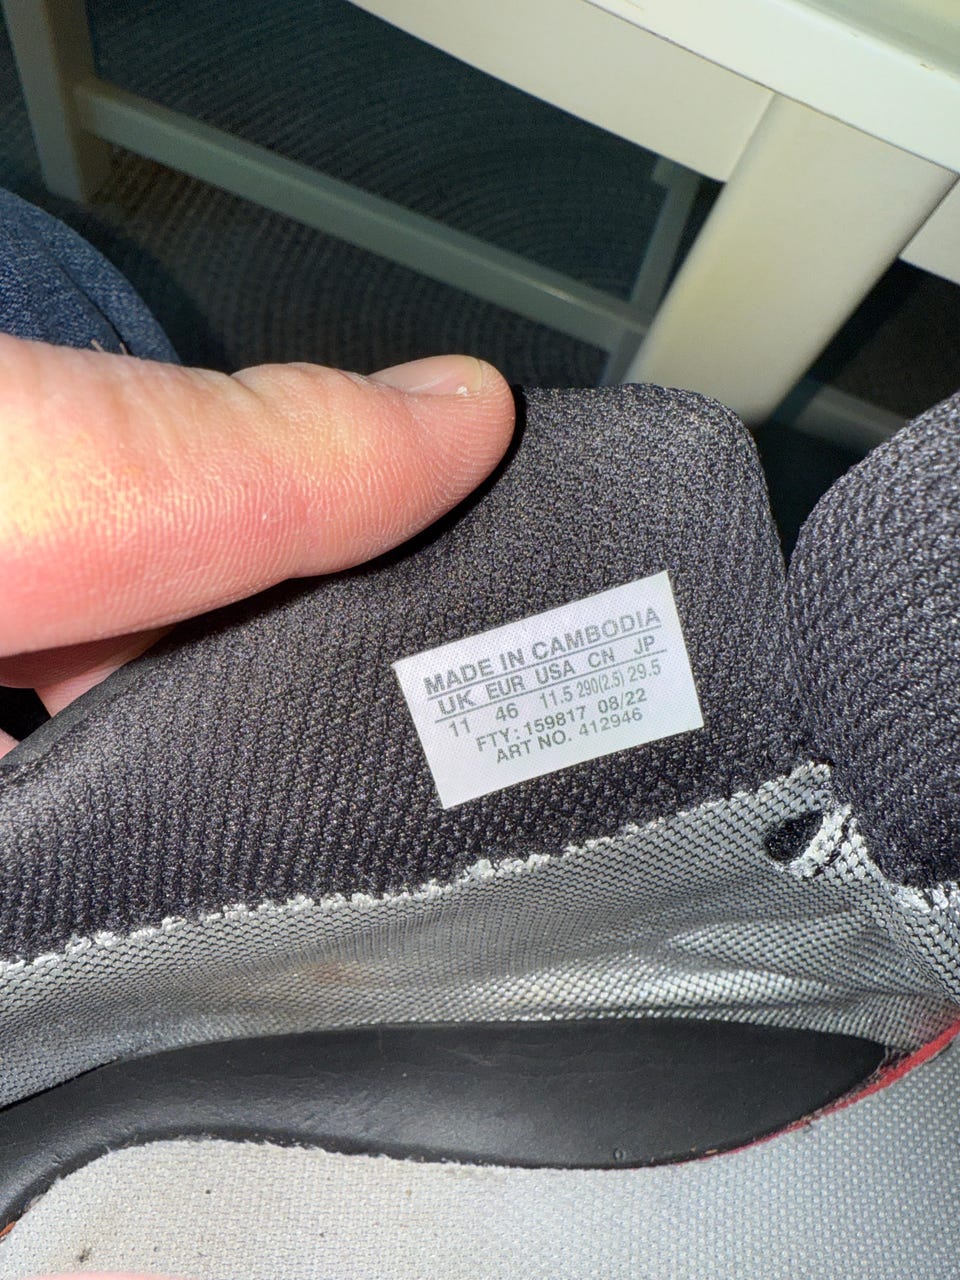 MADE IN CAMBODIA
UK EUR USA CN JP
11 46 11.5 290(2.5) 29.5
FTY: 159817 08/22
ART NO. 412946